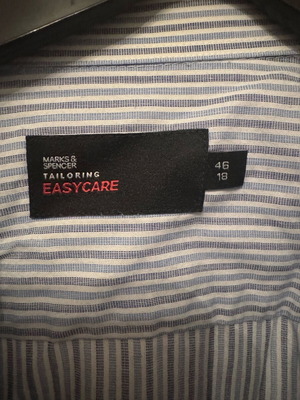 MARKS &
SPENCER
TAILORING
EASYCARE
46
18